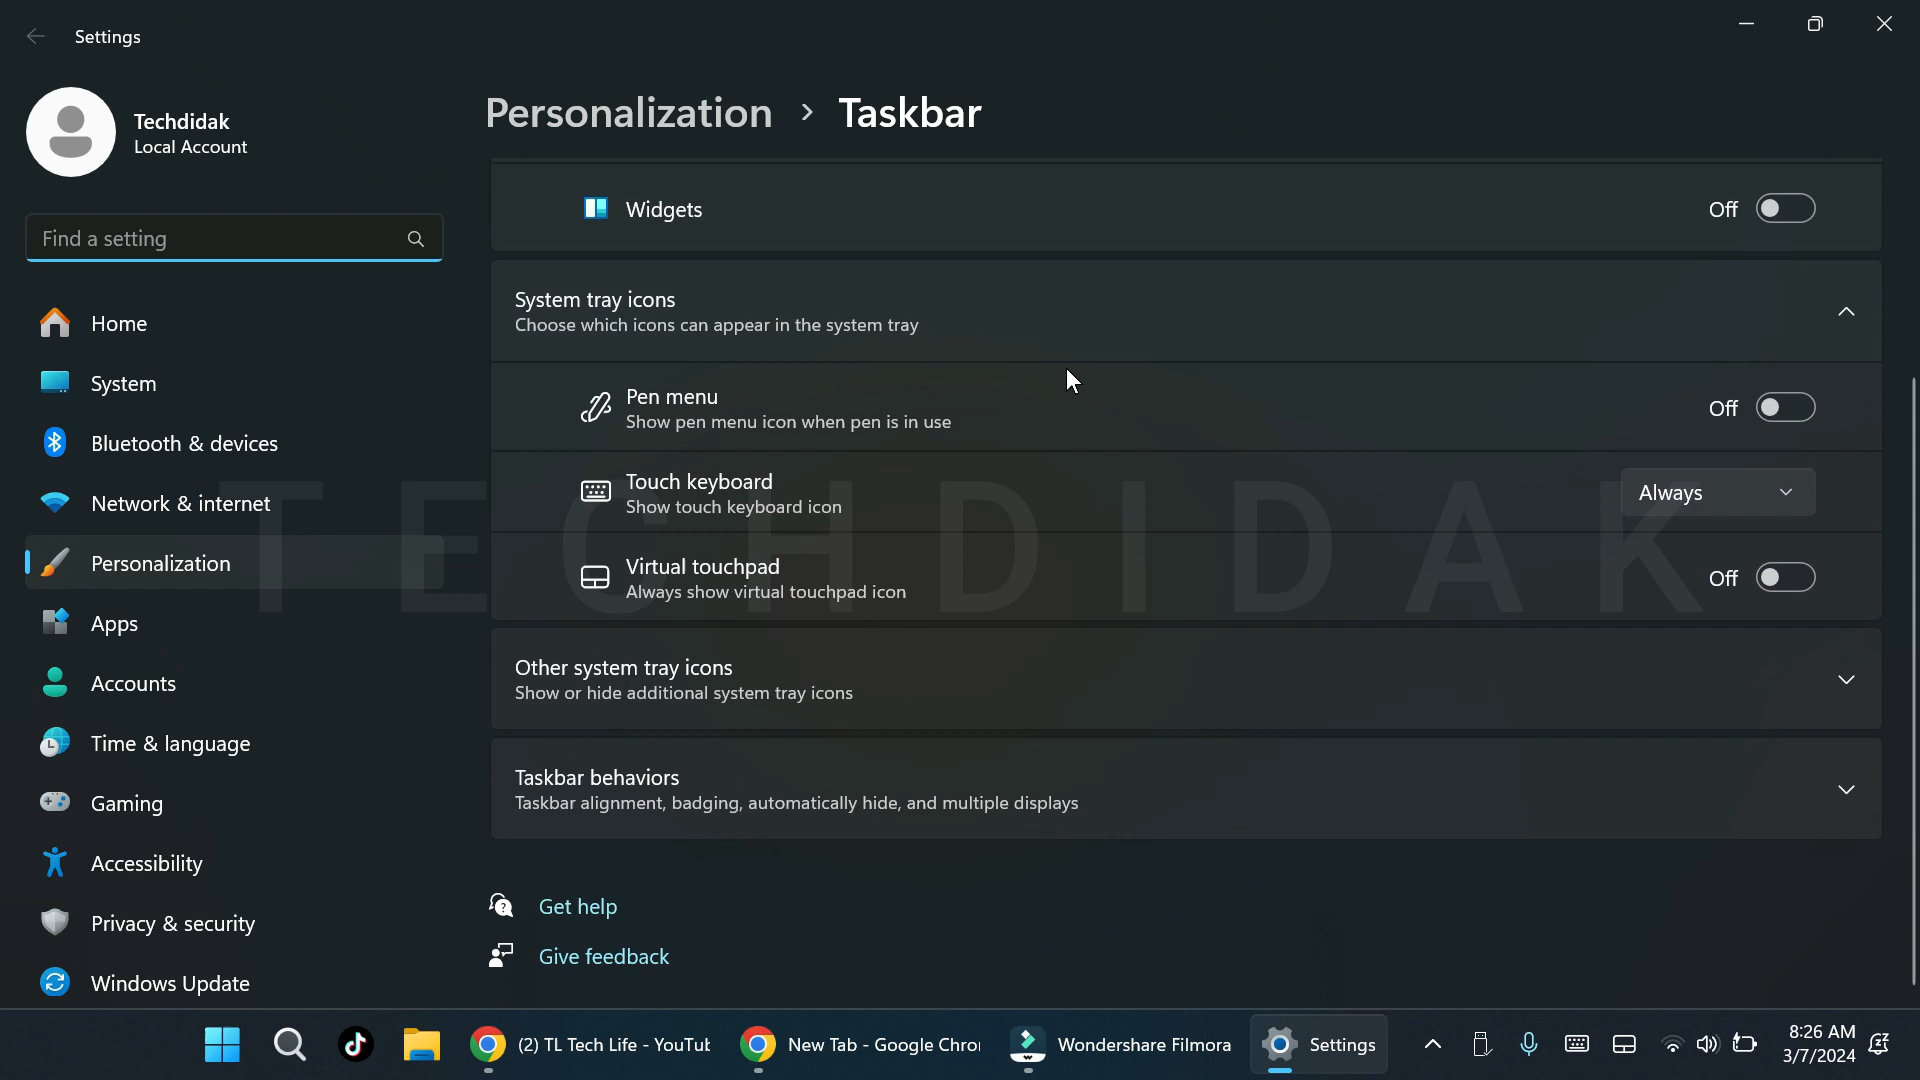 Settings
Techdidak
Local Account
Find a setting
Home
System
Bluetooth & devices
Network & internet
Personalization
Apps
Accounts
Time & language
Gaming
Accessibility
Privacy & security
Windows Update
Personalization > Taskbar
Widgets
Off
System tray icons
Choose which icons can appear in the system tray
Pen menu
Show pen menu icon when pen is in use
Off
Touch keyboard
Show touch keyboard icon
Always
Virtual touchpad
Always show virtual touchpad icon
Off
TECHDIDAK
Other system tray icons
Show or hide additional system tray icons
Taskbar behaviors
Taskbar alignment, badging, automatically hide, and multiple displays
Get help
Give feedback
(2) TL Tech Life - YouTub
New Tab - Google Chro
Wondershare Filmora
Settings
8:26 AM
3/7/2024